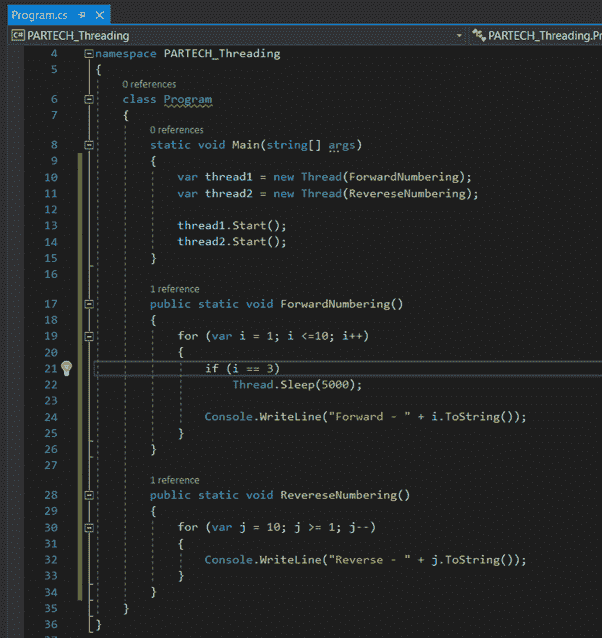 Program.cs
PARTECH_Threading PARTECH_Threading.Pr
4 namespace PARTECH_Threading
5 {
0 references
6 class Program
7 {
0 references
8 static void Main(string[] args)
9 {
10 var thread1 = new Thread(ForwardNumbering);
11 var thread2 = new Thread(RevereseNumbering);
12
13 thread1.Start();
14 thread2.Start();
15 }
16
1 reference
17 public static void ForwardNumbering()
18 {
19 for (var i = 1; i <=10; i++)
20 {
21 if (i == 3)
22 Thread.Sleep(5000);
23
24 Console.WriteLine("Forward - " + i.ToString());
25 }
26 }
27
1 reference
28 public static void RevereseNumbering()
29 {
30 for (var j = 10; j >= 1; j--)
31 {
32 Console.WriteLine("Reverse - " + j.ToString());
33 }
34 }
35 }
36 }